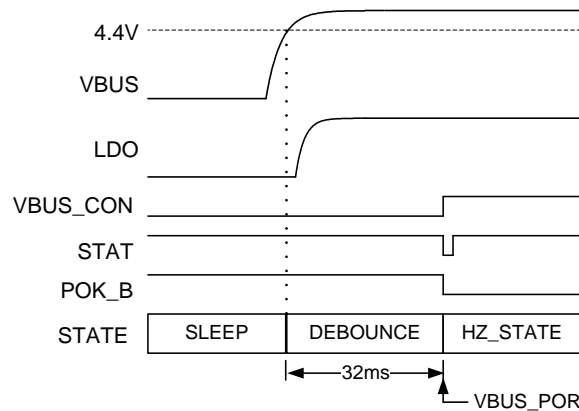 4.4V
VBUS
LDO
VBUS_CON
STAT
POK_B
STATE SLEEP DEBOUNCE HZ_STATE
32ms
VBUS_POR